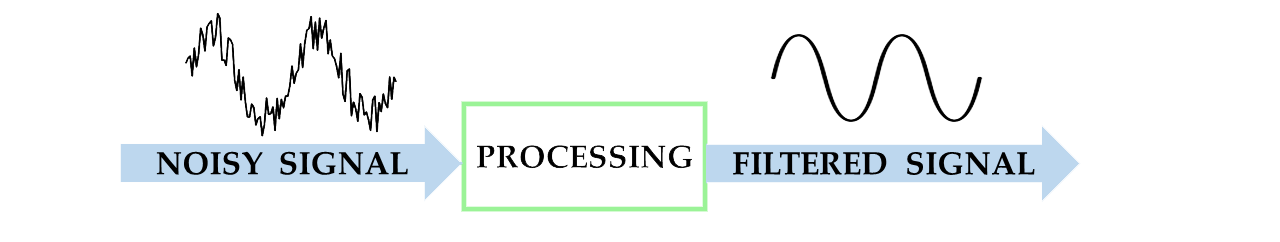 NOISY SIGNAL
PROCESSING
FILTERED SIGNAL